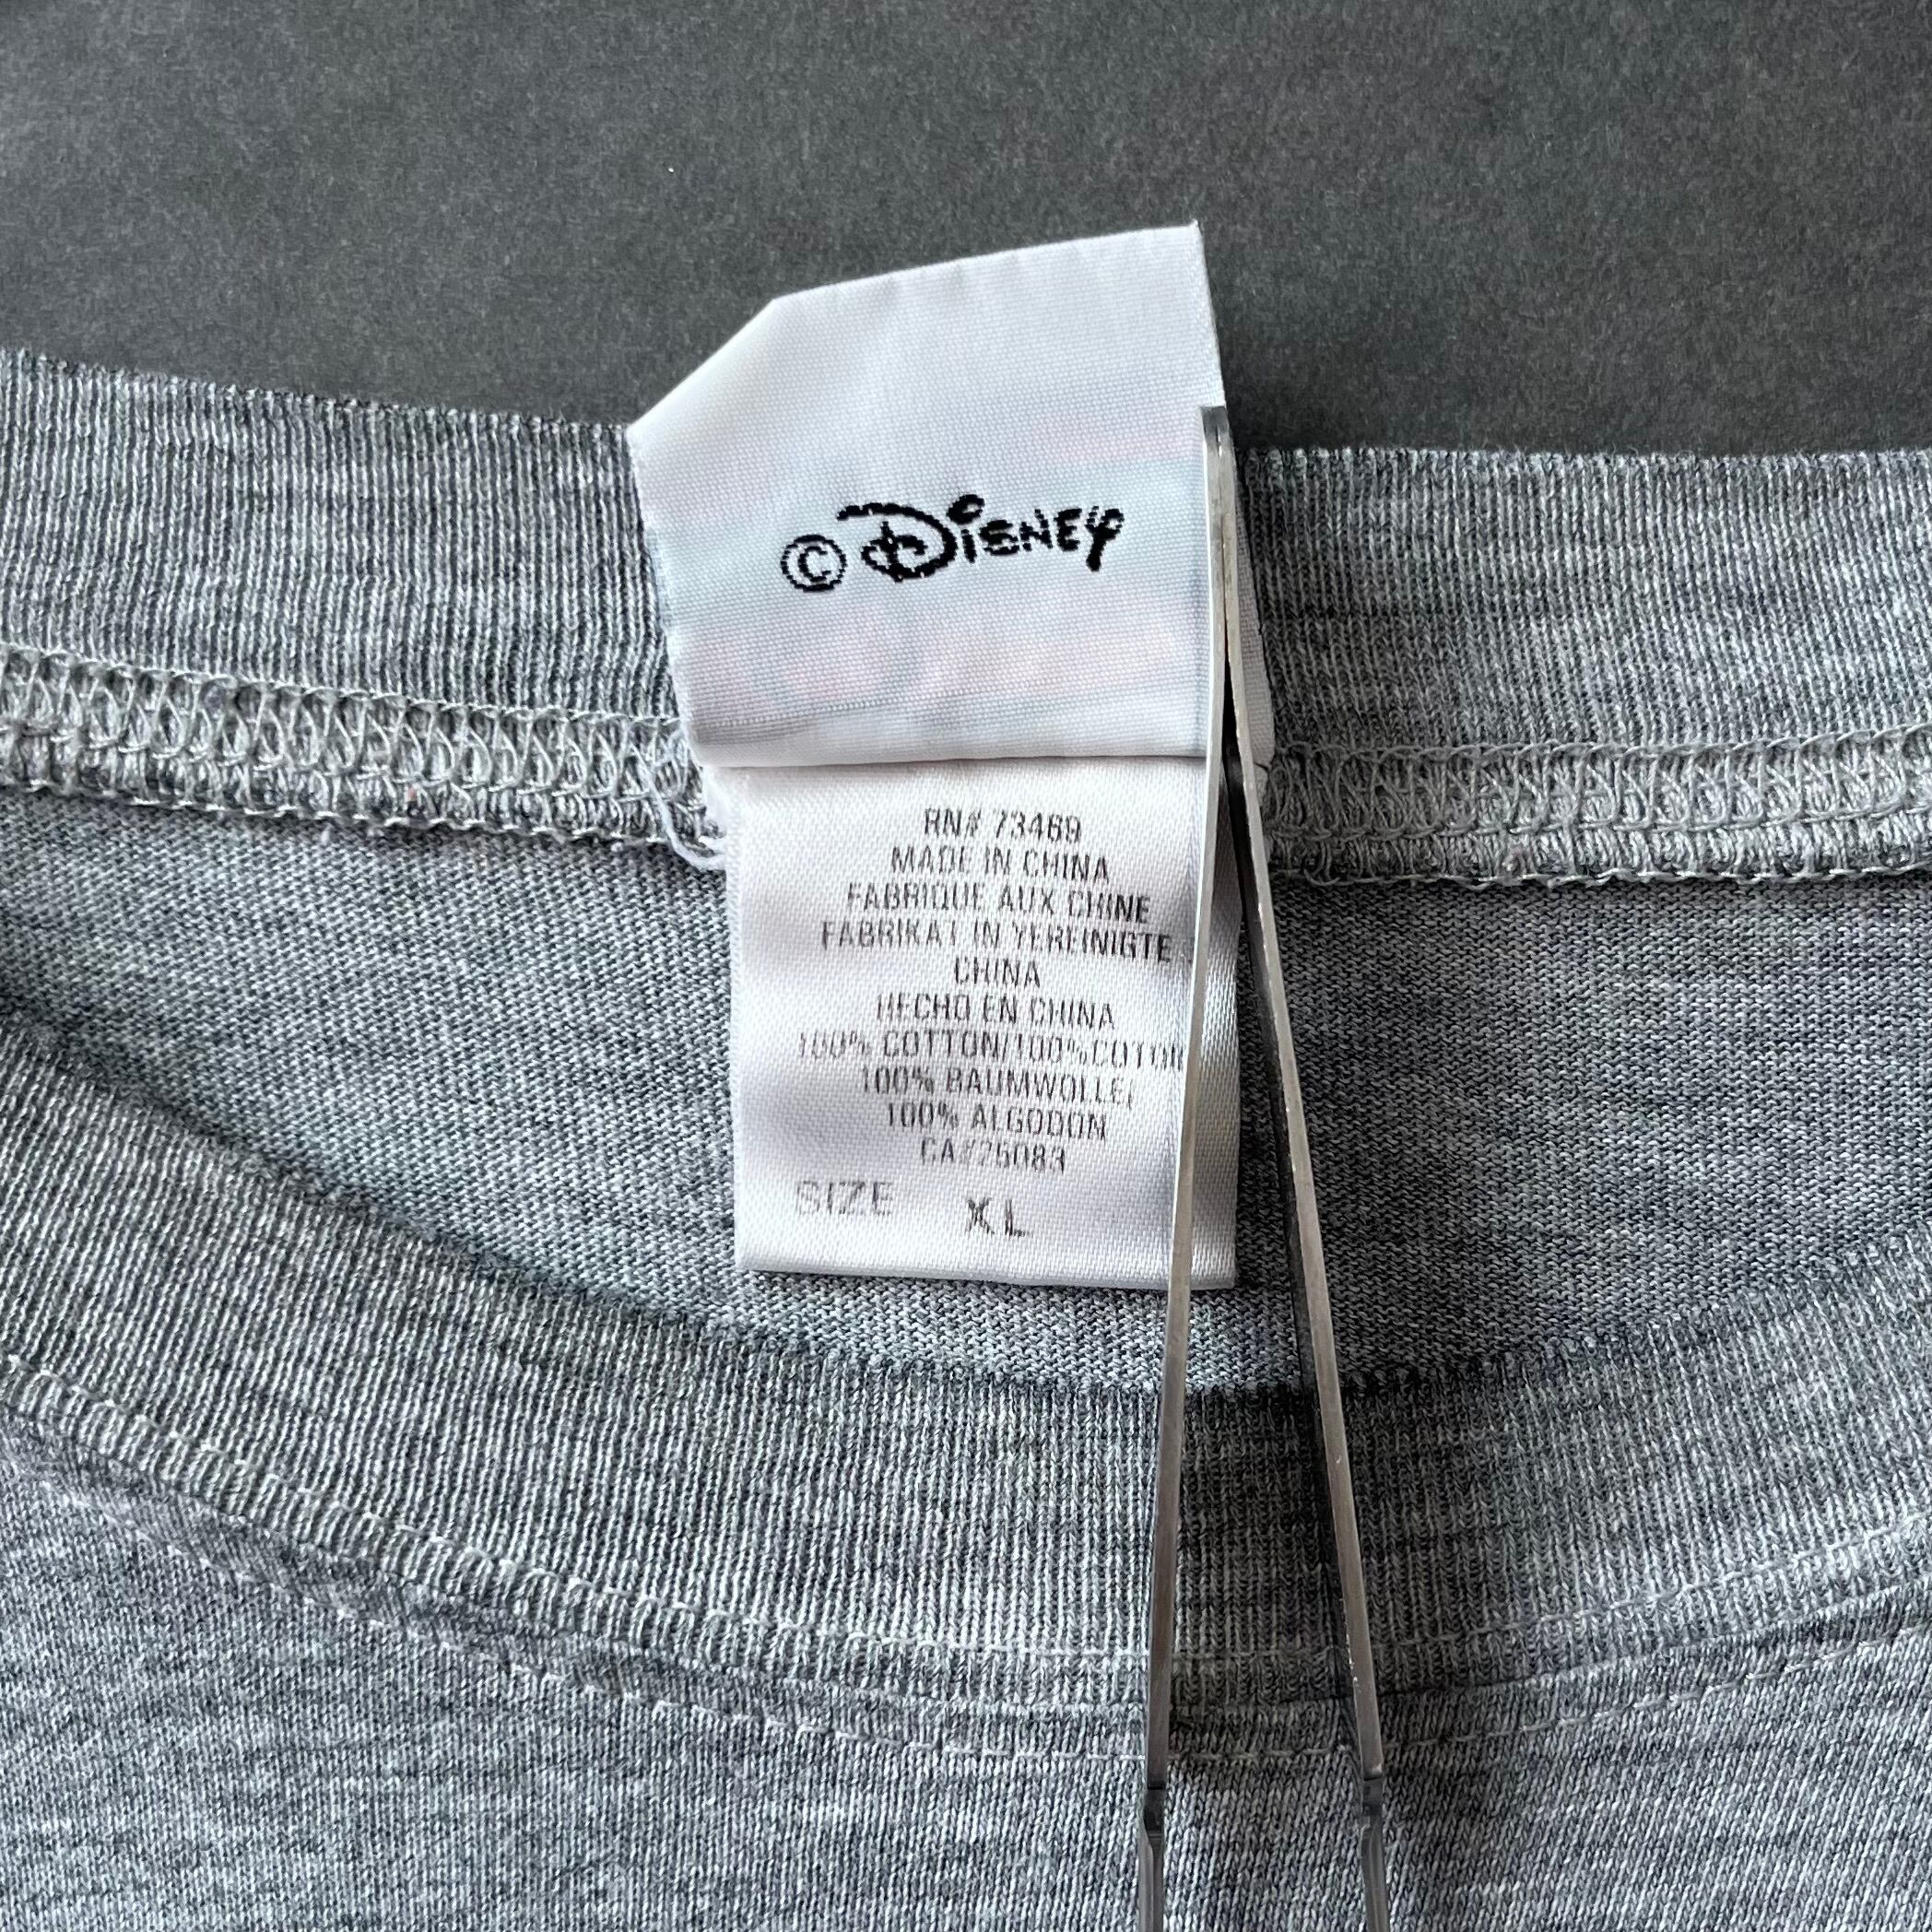 © Disney
RN# 73469
MADE IN CHINA
FABRIQUE AUX CHINE
FABRIKAT IN VEREINIGTE
CHINA
HECHO EN CHINA
100% COTTON/100% COTON
100% BAUMWOLLE/
100% ALGODON
CA#25083
SIZE XL